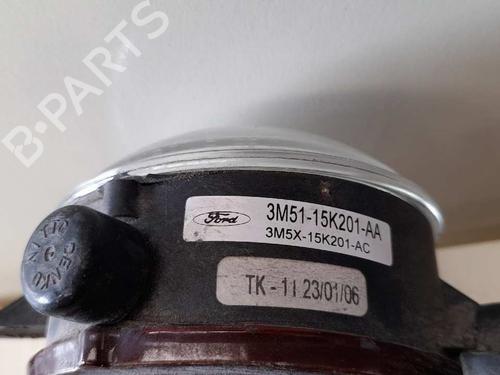 B-PARTS
Ford
3M51-15K201-AA
3M5X-15K201-AC
TK - 11 23/01/06